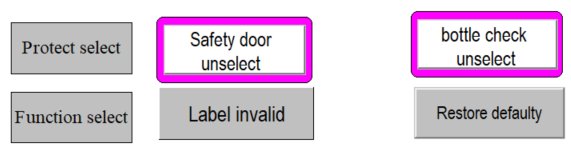 Protect select
Safety door
unselect
bottle check
unselect
Function select
Label invalid
Restore defaulty